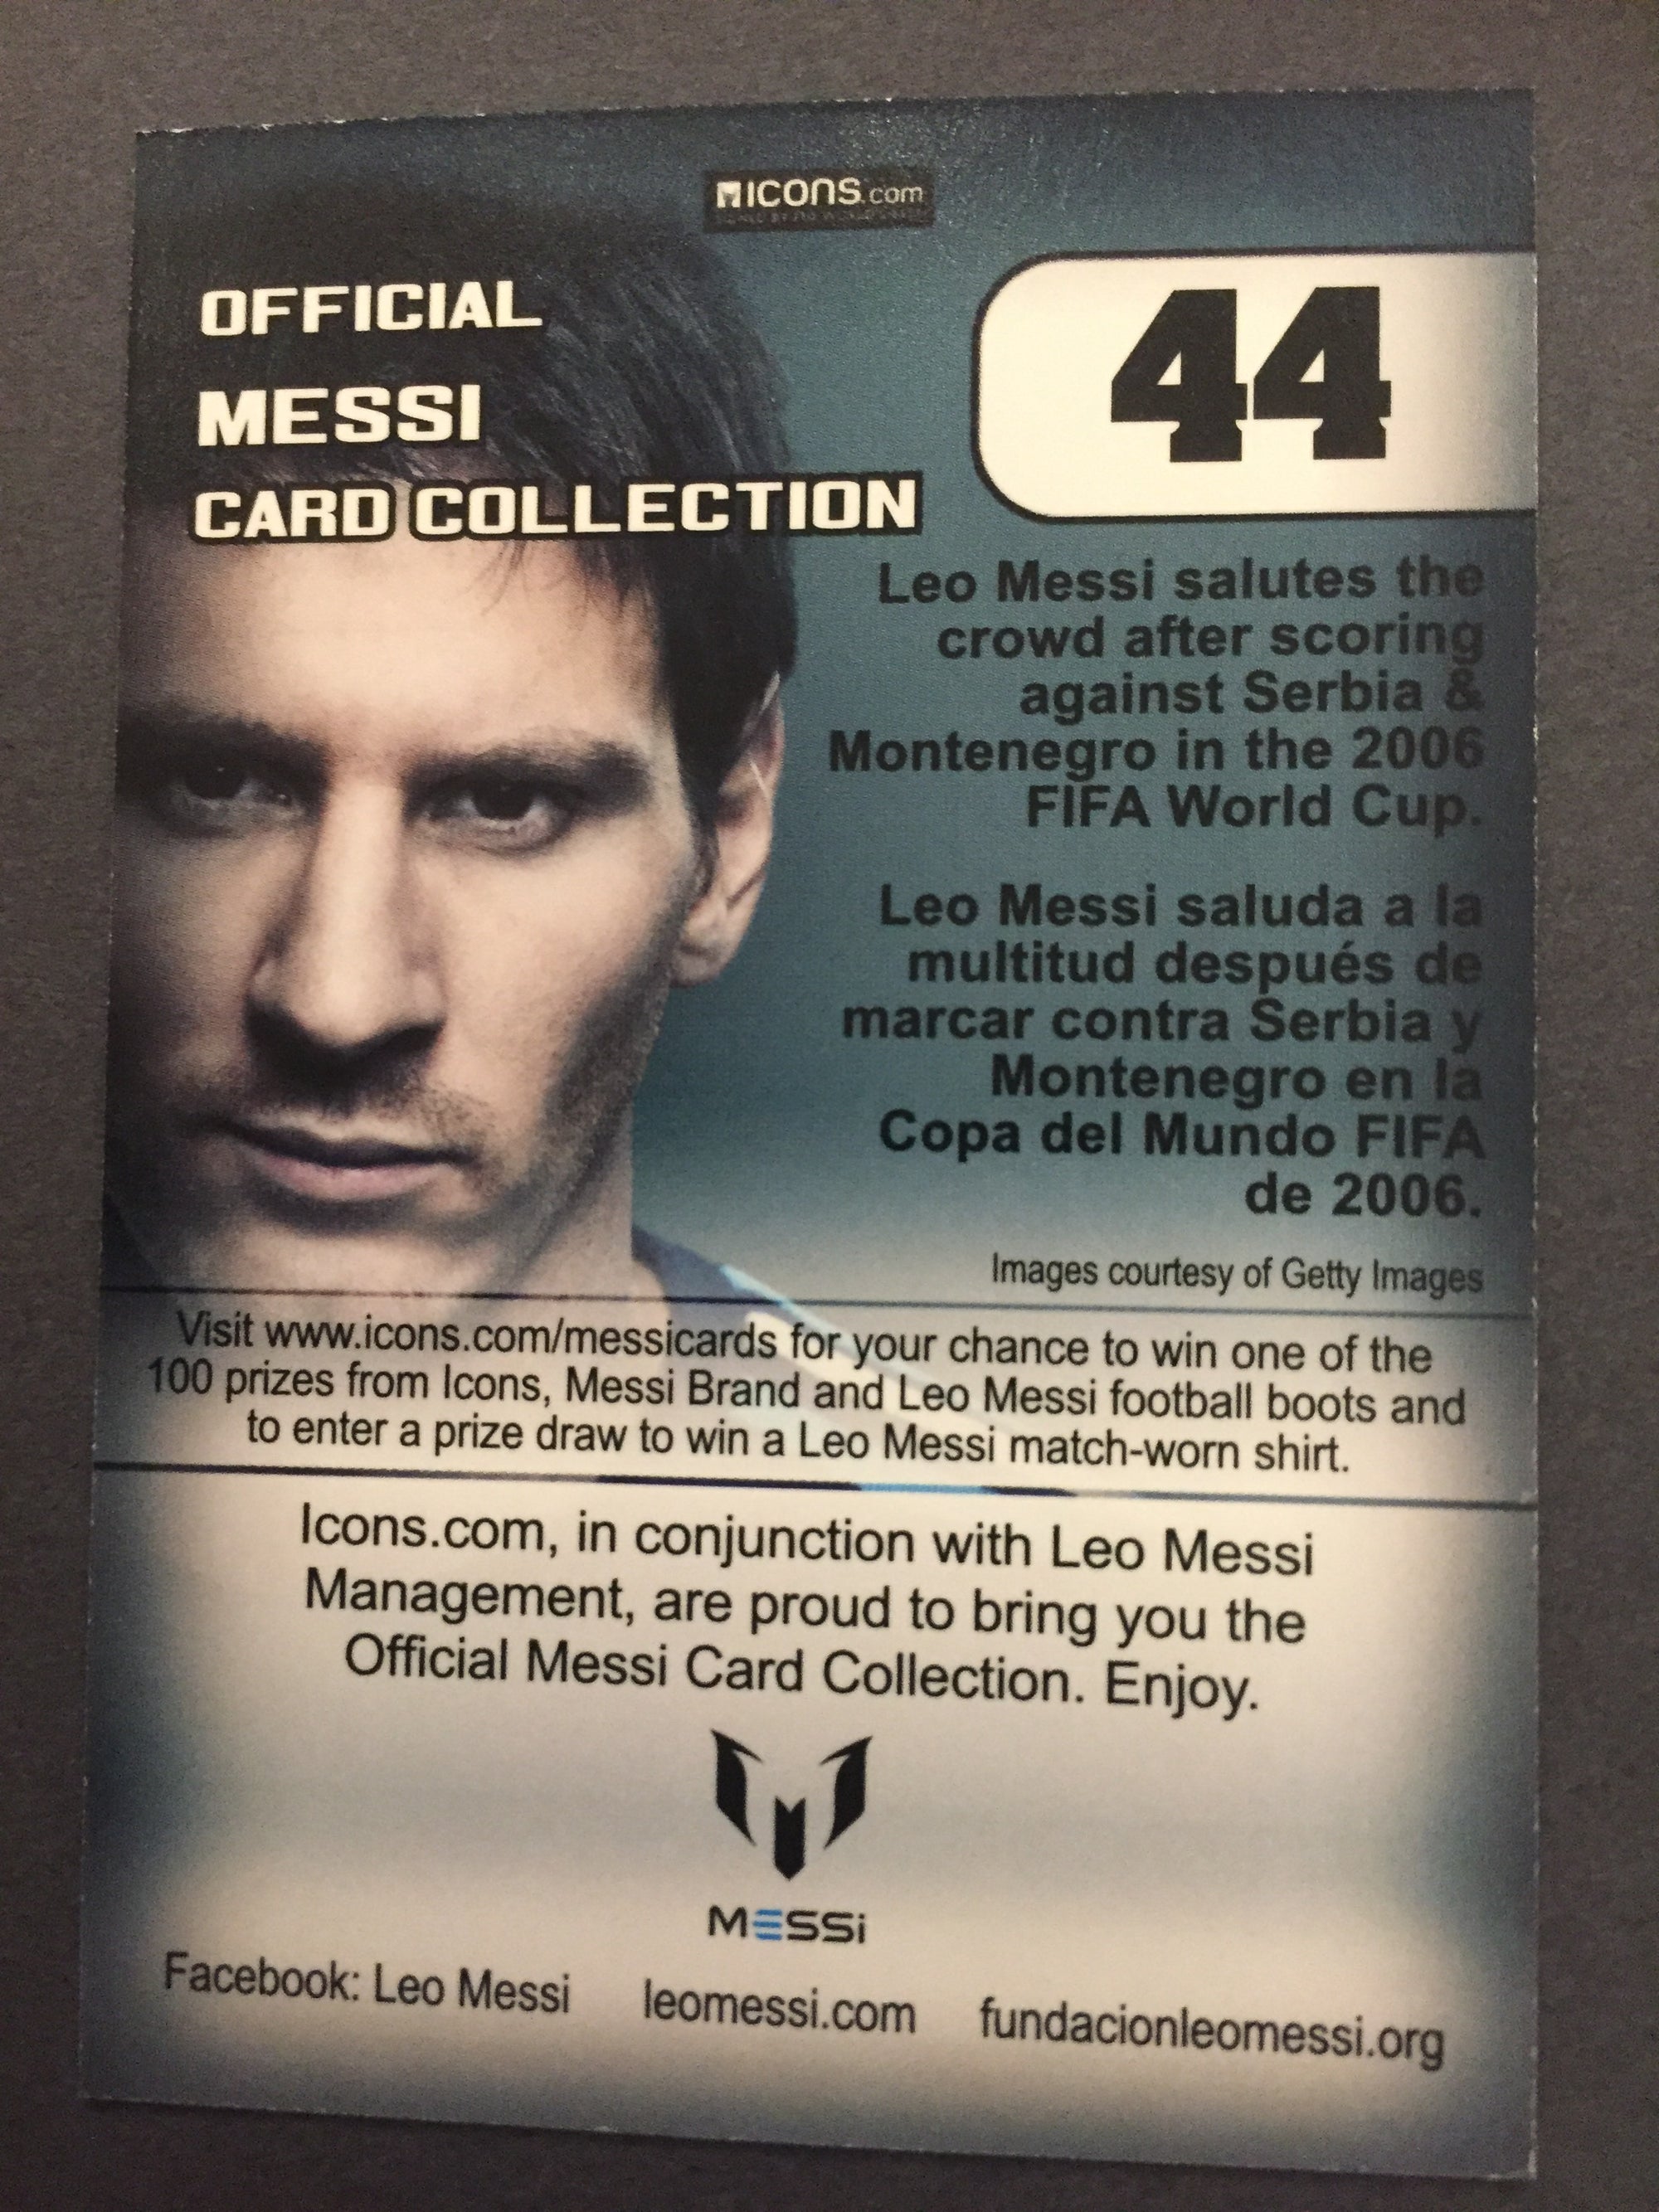 ICONS.com
OFFICIAL
MESSI
CARD COLLECTION
44
Leo Messi salutes the
crowd after scoring
against Serbia &
Montenegro in the 2006
FIFA World Cup.
Leo Messi saluda a la
multitud después de
marcar contra Serbia y
Montenegro en la
Copa del Mundo FIFA
de 2006.
Images courtesy of Getty Images
Visit www.icons.com/messicards for your chance to win one of the
100 prizes from Icons, Messi Brand and Leo Messi football boots and
to enter a prize draw to win a Leo Messi match-worn shirt.
Icons.com, in conjunction with Leo Messi
Management, are proud to bring you the
Official Messi Card Collection. Enjoy.
MESSi
Facebook: Leo Messi leomessi.com fundacionleomessi.org